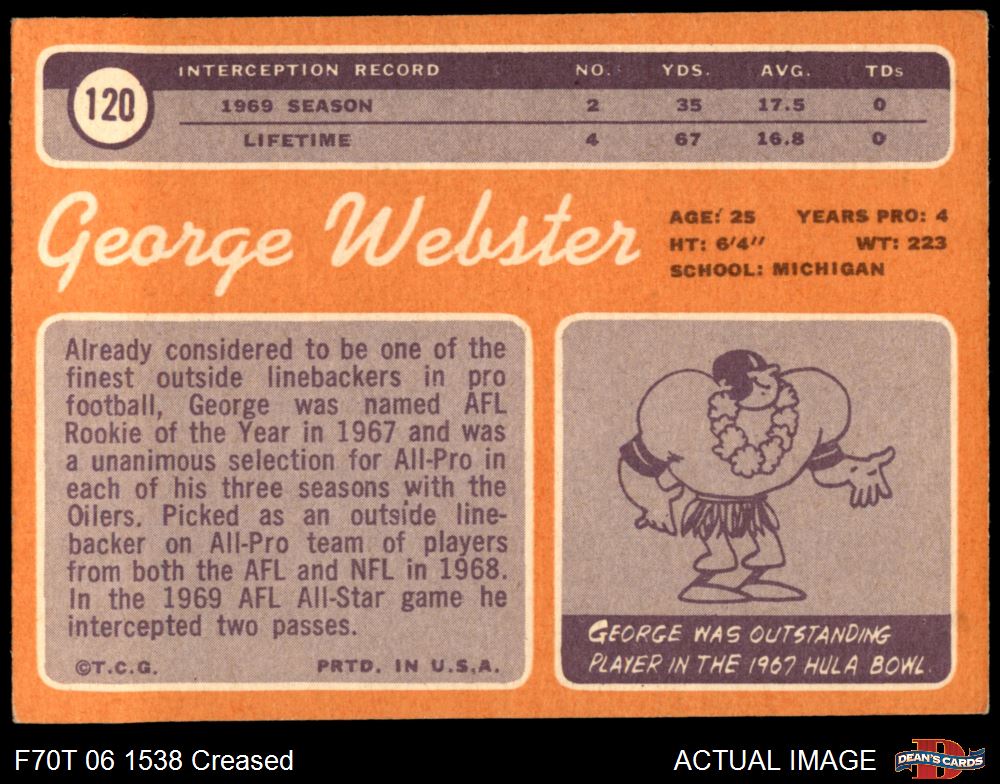 120
INTERCEPTION RECORD NO. YDS. AVG. TDs
1969 SEASON 2 35 17.5 0
LIFETIME 4 67 16.8 0
George Webster
AGE: 25 YEARS PRO: 4
HT: 6'4" WT: 223
SCHOOL: MICHIGAN
Already considered to be one of the
finest outside linebackers in pro
football, George was named AFL
Rookie of the Year in 1967 and was
a unanimous selection for All-Pro in
each of his three seasons with the
Oilers. Picked as an outside line-
backer on All-Pro team of players
from both the AFL and NFL in 1968.
In the 1969 AFL All-Star game he
intercepted two passes.
©T.C.G. PRTD. IN U.S.A.
GEORGE WAS OUTSTANDING
PLAYER IN THE 1967 HULA BOWL.
F70T 06 1538 Creased ACTUAL IMAGE
D
DEAN'S CARDS